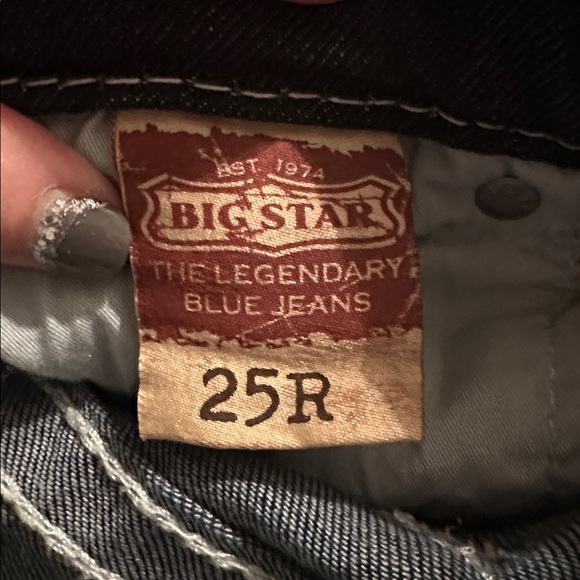 EST 1974
BIG STAR
THE LEGENDARY
BLUE JEANS
25R